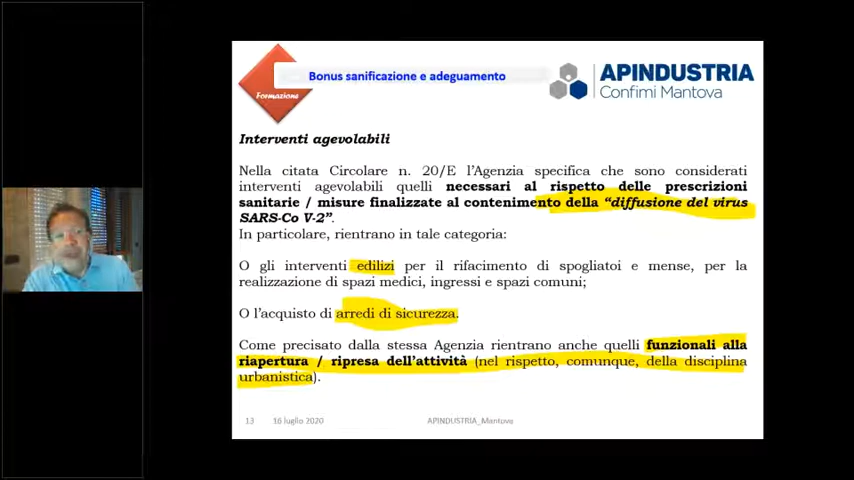 Bonus sanificazione e adeguamento
Formazione
APINDUSTRIA
Confimi Mantova
Interventi agevolabili
Nella citata Circolare n. 20/E l'Agenzia specifica che sono considerati
interventi agevolabili quelli necessari al rispetto delle prescrizioni
sanitarie / misure finalizzate al contenimento della "diffusione del virus
SARS-Co V-2".
In particolare, rientrano in tale categoria:
O gli interventi edilizi per il rifacimento di spogliatoi e mense, per la
realizzazione di spazi medici, ingressi e spazi comuni;
O l'acquisto di arredi di sicurezza.
Come precisato dalla stessa Agenzia rientrano anche quelli funzionali alla
riapertura / ripresa dell'attività (nel rispetto, comunque, della disciplina
urbanistica).
13 16 luglio 2020 APINDUSTRIA_Mantova